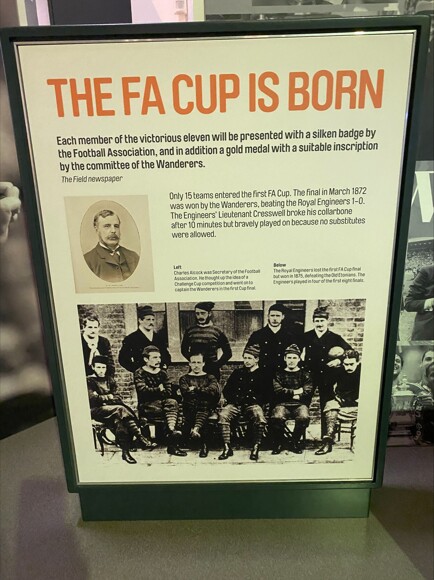 THE FA CUP IS BORN
Each member of the victorious eleven will be presented with a silken badge by
the Football Association, and in addition a gold medal with a suitable inscription
by the committee of the Wanderers.
The Field newspaper
Only 15 teams entered the first FA Cup. The final in March 1872
was won by the Wanderers, beating the Royal Engineers 1–0.
The Engineers' Lieutenant Cresswell broke his collarbone
after 10 minutes but bravely played on because no substitutes
were allowed.
Left
Charles Alcock was Secretary of the Football
Association. He thought up the idea of a
Challenge Cup competition and went on to
captain the Wanderers in the first Cup final.
Below
The Royal Engineers lost the first FA Cup final
but won in 1875, defeating the Old Etonians. The
Engineers played in four of the first eight finals.